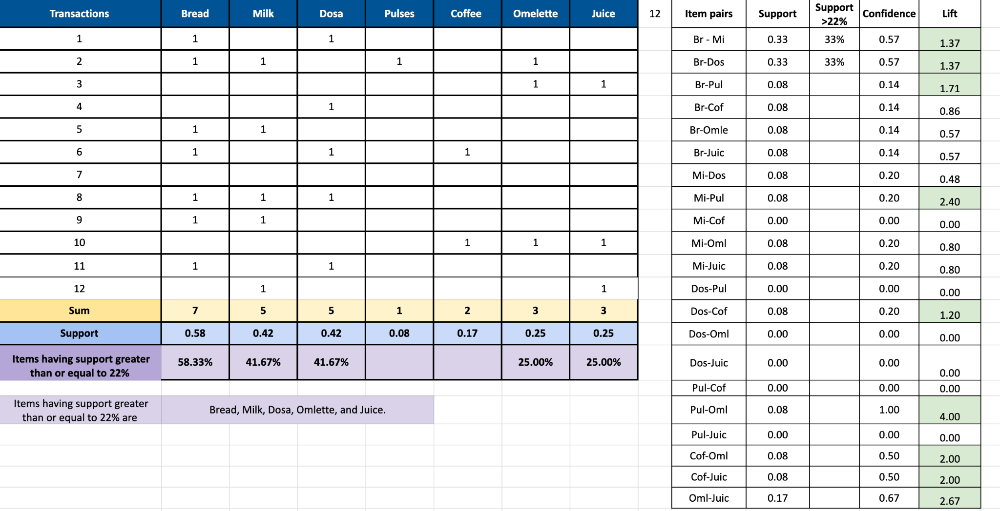 Transactions Bread Milk Dosa Pulses Coffee Omelette Juice 12 Item pairs Support Support >22% Confidence Lift
1 1 1 Br - Mi 0.33 33% 0.57 1.37
2 1 1 1 1 Br-Dos 0.33 33% 0.57 1.37
3 1 1 Br-Pul 0.08 0.14 1.71
4 1 Br-Cof 0.08 0.14 0.86
5 1 1 Br-Omle 0.08 0.14 0.57
6 1 1 1 Br-Juic 0.08 0.14 0.57
7 Mi-Dos 0.08 0.20 0.48
8 1 1 1 Mi-Pul 0.08 0.20 2.40
9 1 1 Mi-Cof 0.00 0.00 0.00
10 1 1 1 Mi-Oml 0.08 0.20 0.80
11 1 1 Mi-Juic 0.08 0.20 0.80
12 1 1 Dos-Pul 0.00 0.00 0.00
Sum 7 5 5 1 2 3 3 Dos-Cof 0.08 0.20 1.20
Support 0.58 0.42 0.42 0.08 0.17 0.25 0.25 Dos-Oml 0.00 0.00 0.00
Items having support greater
than or equal to 22% 58.33% 41.67% 41.67% 25.00% 25.00% Dos-Juic 0.00 0.00 0.00
Pul-Cof 0.00 0.00 0.00
Items having support greater
than or equal to 22% are Bread, Milk, Dosa, Omlette, and Juice. Pul-Oml 0.08 1.00 4.00
Pul-Juic 0.00 0.00 0.00
Cof-Oml 0.08 0.50 2.00
Cof-Juic 0.08 0.50 2.00
Oml-Juic 0.17 0.67 2.67